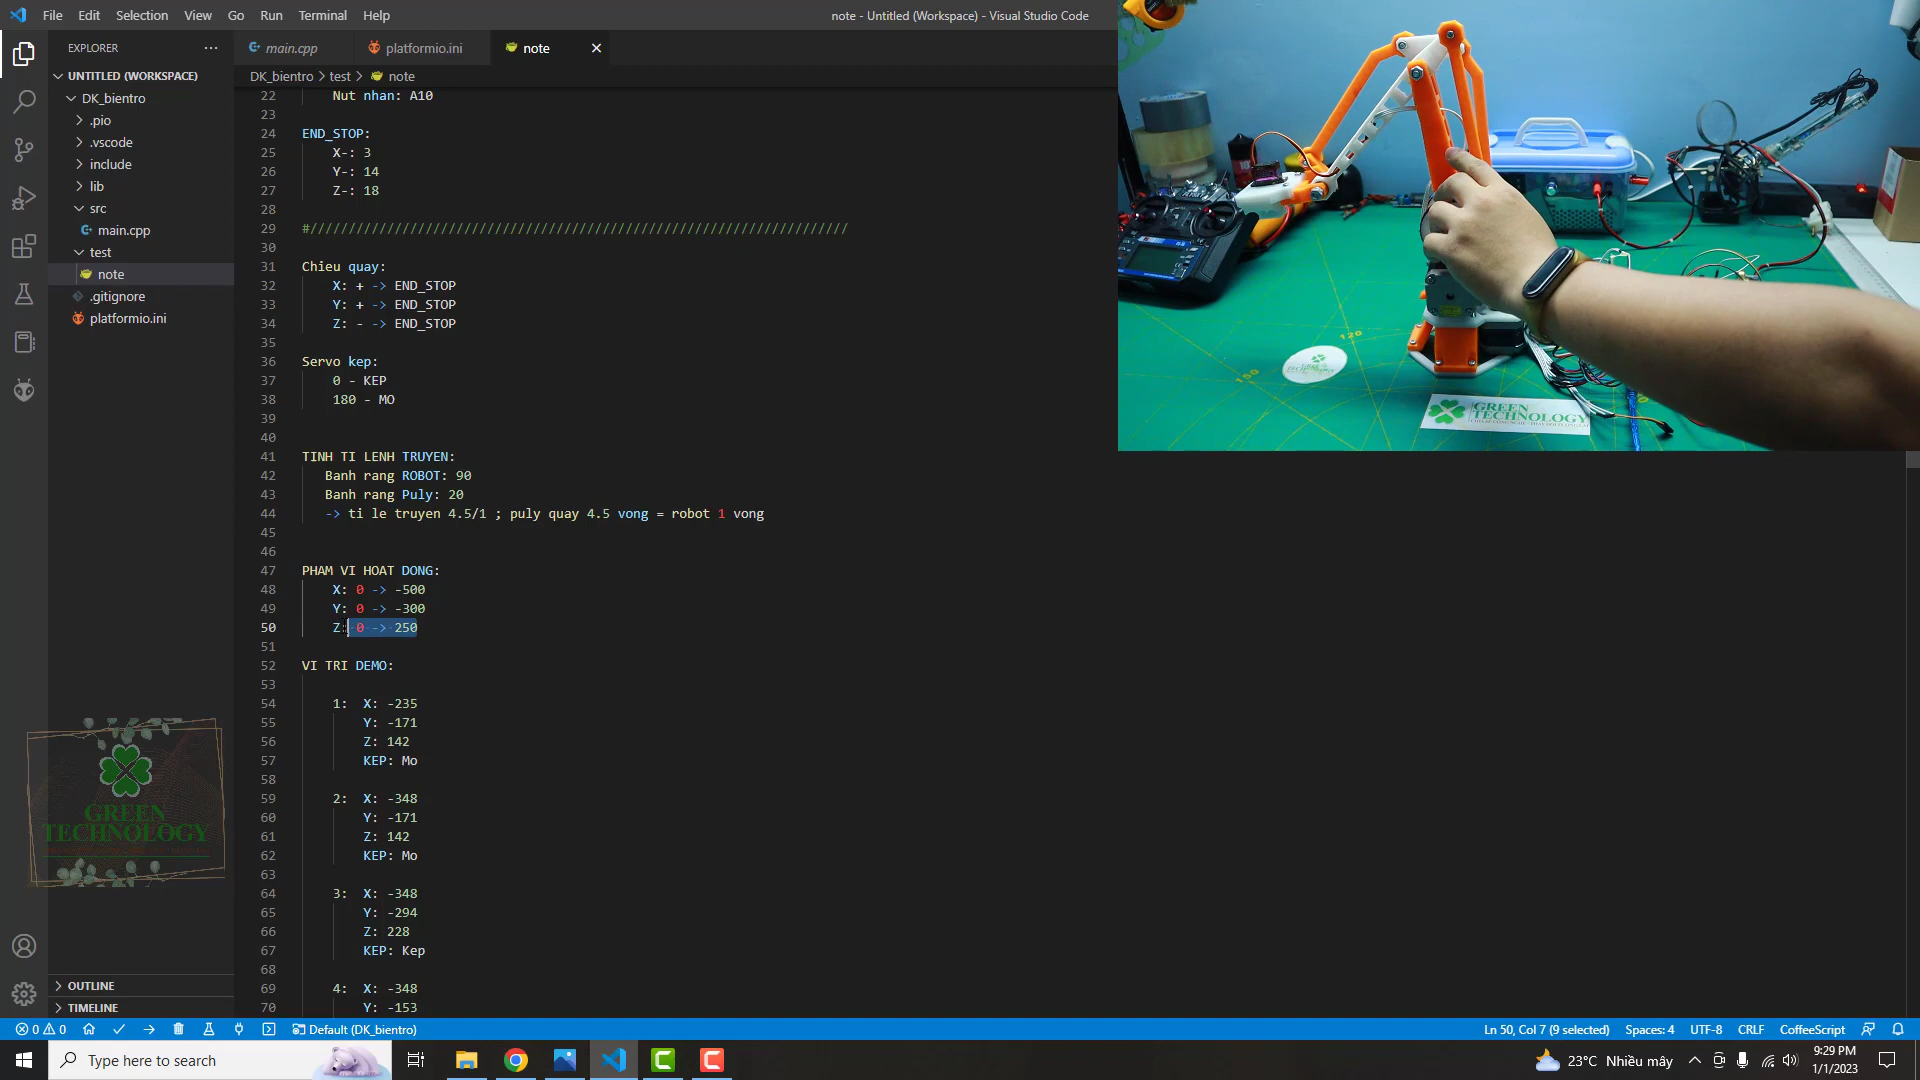 File Edit Selection View Go Run Terminal Help
note - Untitled (Workspace) - Visual Studio Code
EXPLORER
UNTITLED (WORKSPACE)
DK_bientro
.pio
.vscode
include
lib
src
main.cpp
test
note
.gitignore
platformio.ini
OUTLINE
TIMELINE
main.cpp platformio.ini note
DK_bientro > test > note
22 Nut nhan: A10
23
24 END_STOP:
25 X-: 3
26 Y-: 14
27 Z-: 18
28
29 #/////////////////////////////////////////////////////////////////////
30
31 Chieu quay:
32 X: + -> END_STOP
33 Y: + -> END_STOP
34 Z: - -> END_STOP
35
36 Servo kep:
37 0 - KEP
38 180 - MO
39
40
41 TINH TI LENH TRUYEN:
42 Banh rang ROBOT: 90
43 Banh rang Puly: 20
44 -> ti le truyen 4.5/1 ; puly quay 4.5 vong = robot 1 vong
45
46
47 PHAM VI HOAT DONG:
48 X: 0 -> -500
49 Y: 0 -> -300
50 Z: 0 -> 250
51
52 VI TRI DEMO:
53
54 1: X: -235
55 Y: -171
56 Z: 142
57 KEP: Mo
58
59 2: X: -348
60 Y: -171
61 Z: 142
62 KEP: Mo
63
64 3: X: -348
65 Y: -294
66 Z: 228
67 KEP: Kep
68
69 4: X: -348
70 Y: -153
120
150
GREEN
TECHNOLOGY
GREEN
TECHNOLOGY
0 0 Default (DK_bientro)
Ln 50, Col 7 (9 selected) Spaces: 4 UTF-8 CRLF CoffeeScript
Type here to search
23°C Nhiều mây
9:29 PM
1/1/2023